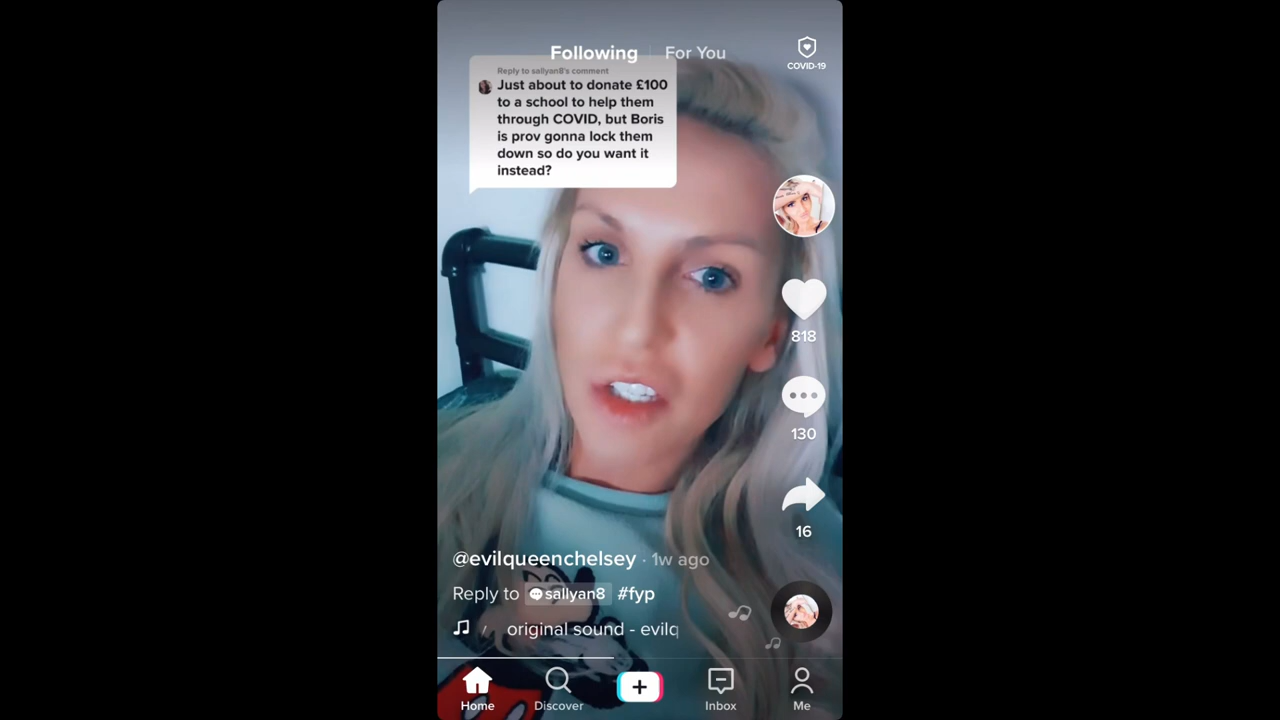 Following
For You
COVID-19
Reply to sallyan8's comment
Just about to donate £100
to a school to help them
through COVID, but Boris
is prov gonna lock them
down so do you want it
instead?
818
130
16
@evilqueenchelsey · 1w ago
Reply to sallyan8 #fyp
original sound - evilq
Home
Discover
Inbox
Me